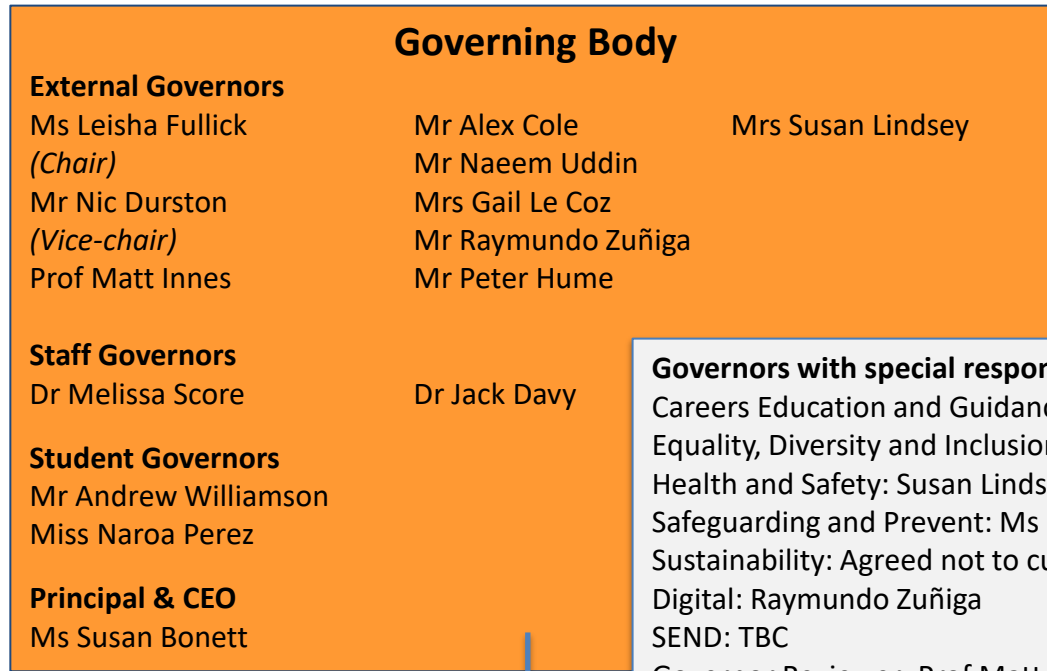 Governing Body
External Governors
Ms Leisha Fullick
(Chair)
Mr Nic Durston
(Vice-chair)
Prof Matt Innes
Mr Alex Cole
Mr Naeem Uddin
Mrs Gail Le Coz
Mr Raymundo Zuñiga
Mr Peter Hume
Mrs Susan Lindsey
Staff Governors
Dr Melissa Score
Dr Jack Davy
Student Governors
Mr Andrew Williamson
Miss Naroa Perez
Principal & CEO
Ms Susan Bonett
Governors with special
Careers Education and
Equality, Diversity and
Health and Safety: Susan
Safeguarding and Prevent: Ms
Sustainability: Agreed not to
Digital: Raymundo Zuñiga
SEND: TBC